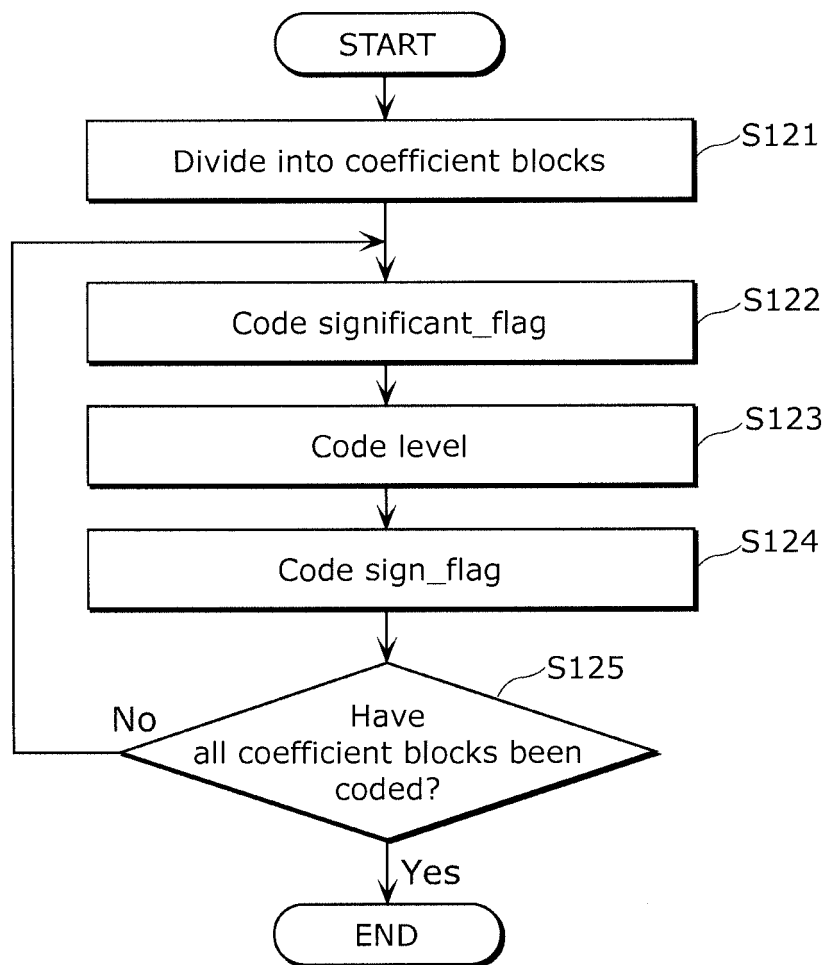 START
Divide into coefficient blocks
S121
Code significant_flag
S122
Code level
S123
Code sign_flag
S124
S125
Have
all coefficient blocks been
coded?
No
Yes
END